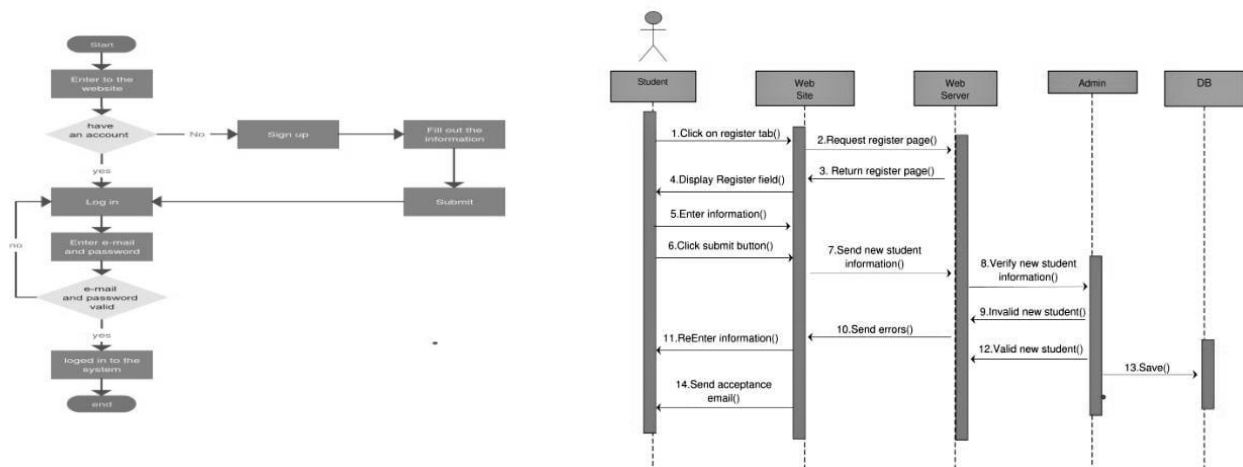 Start
Enter to the
website
have
an account
No
Sign up
Fill out the
information
yes
Log in
Submit
no
Enter e-mail
and password
e-mail
and password
valid
yes
loged in to the
system
end
Student
Web
Site
Web
Server
Admin
DB
1.Click on register tab()
2.Request register page()
3. Return register page()
4.Display Register field()
5.Enter information()
6.Click submit button()
7.Send new student
information()
8.Verify new student
information()
9.Invalid new student()
10.Send errors()
11.ReEnter information()
12.Valid new student()
13.Save()
14.Send acceptance
email()